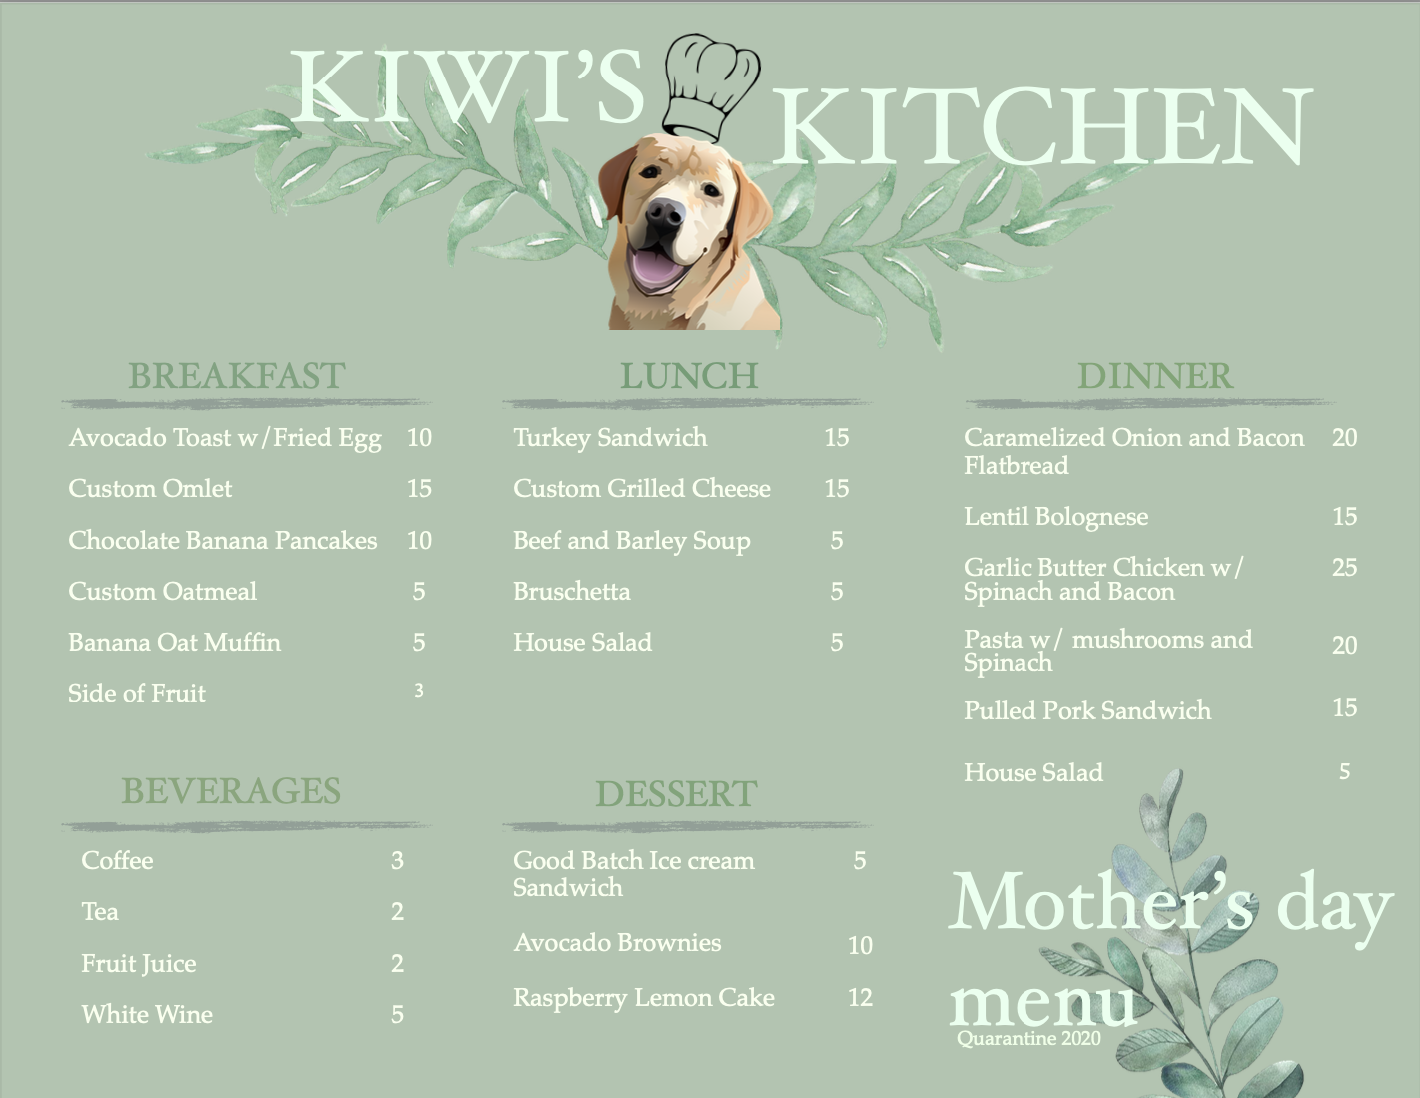 KIWI'S KITCHEN
BREAKFAST
Avocado Toast w/Fried Egg 10
Custom Omlet 15
Chocolate Banana Pancakes 10
Custom Oatmeal 5
Banana Oat Muffin 5
Side of Fruit 3
LUNCH
Turkey Sandwich 15
Custom Grilled Cheese 15
Beef and Barley Soup 5
Bruschetta 5
House Salad 5
DINNER
Caramelized Onion and Bacon 20
Flatbread
Lentil Bolognese 15
Garlic Butter Chicken w/ 25
Spinach and Bacon
Pasta w/ mushrooms and 20
Spinach
Pulled Pork Sandwich 15
House Salad 5
BEVERAGES
Coffee 3
Tea 2
Fruit Juice 2
White Wine 5
DESSERT
Good Batch Ice cream 5
Sandwich
Avocado Brownies 10
Raspberry Lemon Cake 12
Mother's day
menu
Quarantine 2020